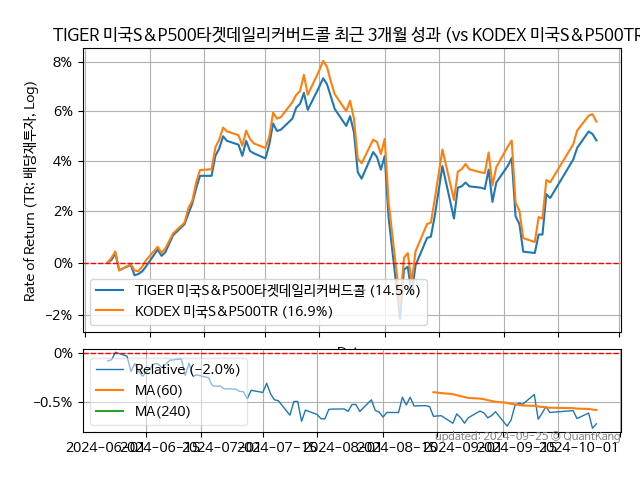 TIGER 미국S&P500타겟데일리커버드콜 최근 3개월 성과 (vs KODEX 미국S&P500TR
Rate of Return (TR: 배당재투자, Log)
8%
6%
4%
2%
0%
−2%
TIGER 미국S&P500타겟데일리커버드콜 (14.5%)
KODEX 미국S&P500TR (16.9%)
0%
−0.5%
Relative (−2.0%)
MA(60)
MA(240)
updated: 2024-09-25 © QuantKang
2024-06-01
2024-06-15
2024-07-01
2024-07-15
2024-08-01
2024-08-15
2024-09-01
2024-09-15
2024-10-01